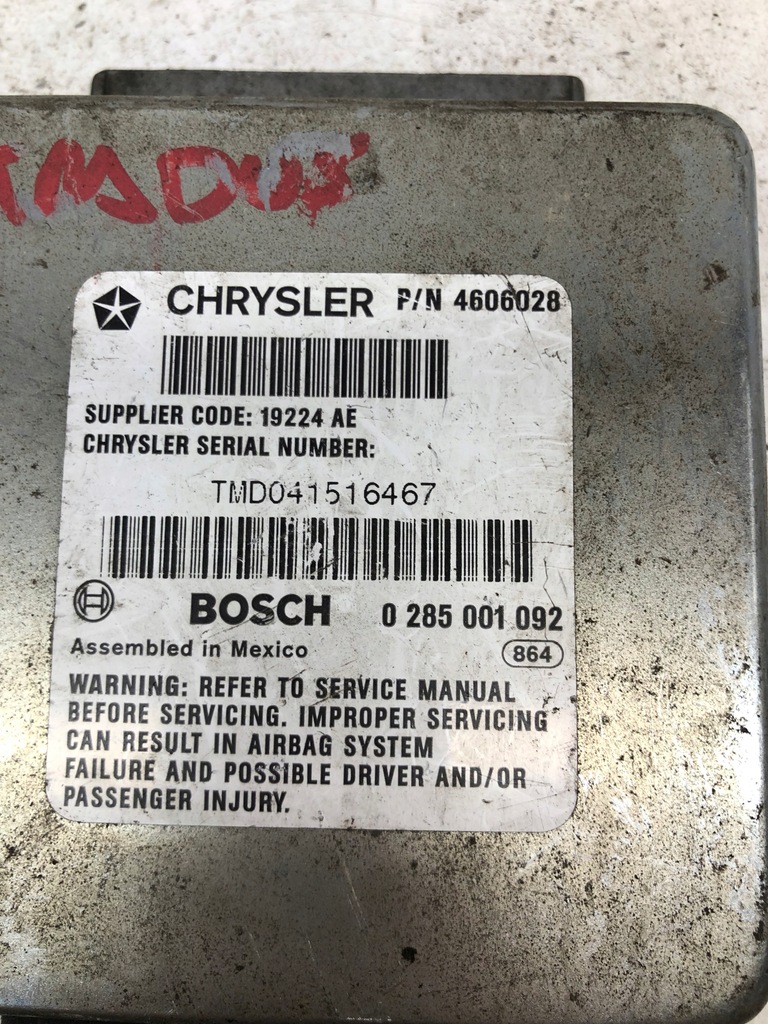 CHRYSLER P/N 4606028
SUPPLIER CODE: 19224 AE
CHRYSLER SERIAL NUMBER:
TMD041516467
BOSCH 0 285 001 092
Assembled in Mexico 864
WARNING: REFER TO SERVICE MANUAL
BEFORE SERVICING. IMPROPER SERVICING
CAN RESULT IN AIRBAG SYSTEM
FAILURE AND POSSIBLE DRIVER AND/OR
PASSENGER INJURY.